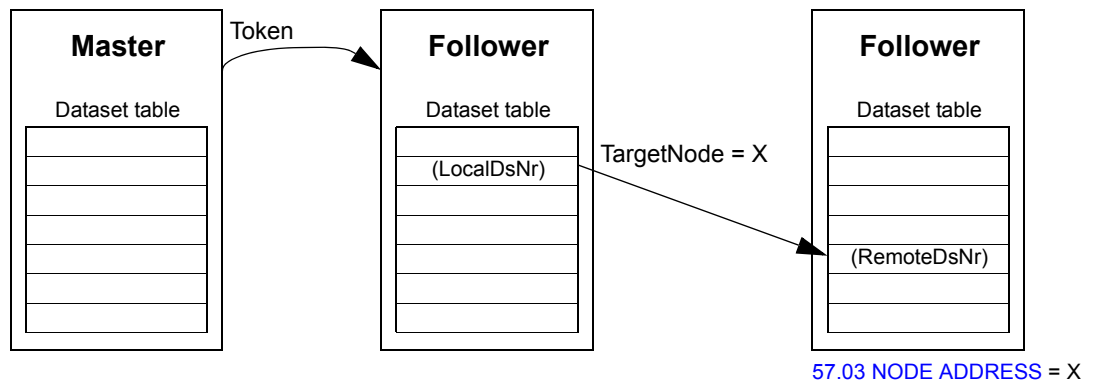 Master
Token
Follower
Follower
Dataset table
Dataset table
Dataset table
(LocalDsNr)
TargetNode = X
(RemoteDsNr)
57.03 NODE ADDRESS = X